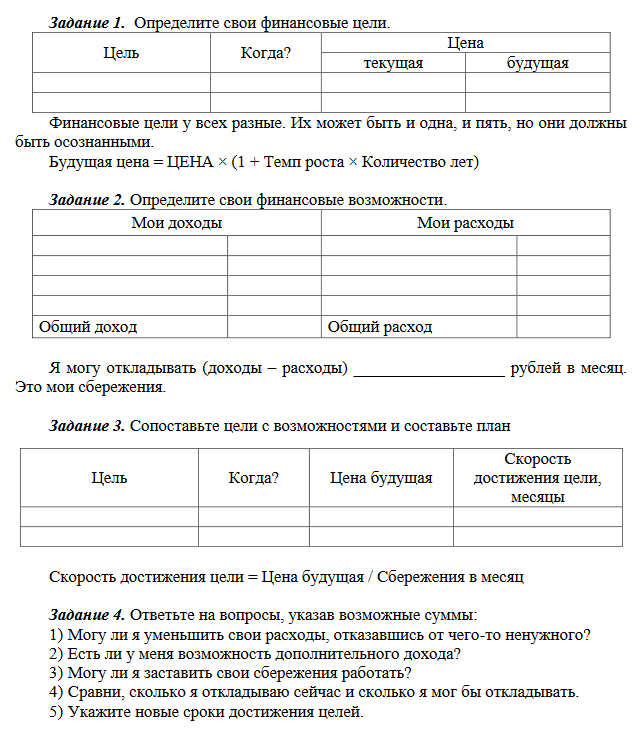 Задание 1. Определите свои финансовые цели.
Цель Когда? Цена
текущая будущая
Финансовые цели у всех разные. Их может быть и одна, и пять, но они должны
быть осознанными.
Будущая цена = ЦЕНА × (1 + Темп роста × Количество лет)
Задание 2. Определите свои финансовые возможности.
Мои доходы Мои расходы
Общий доход Общий расход
Я могу откладывать (доходы – расходы) __________________ рублей в месяц.
Это мои сбережения.
Задание 3. Сопоставьте цели с возможностями и составьте план
Цель Когда? Цена будущая Скорость
достижения цели,
месяцы
Скорость достижения цели = Цена будущая / Сбережения в месяц
Задание 4. Ответьте на вопросы, указав возможные суммы:
1) Могу ли я уменьшить свои расходы, отказавшись от чего-то ненужного?
2) Есть ли у меня возможность дополнительного дохода?
3) Могу ли я заставить свои сбережения работать?
4) Сравни, сколько я откладываю сейчас и сколько я мог бы откладывать.
5) Укажите новые сроки достижения целей.